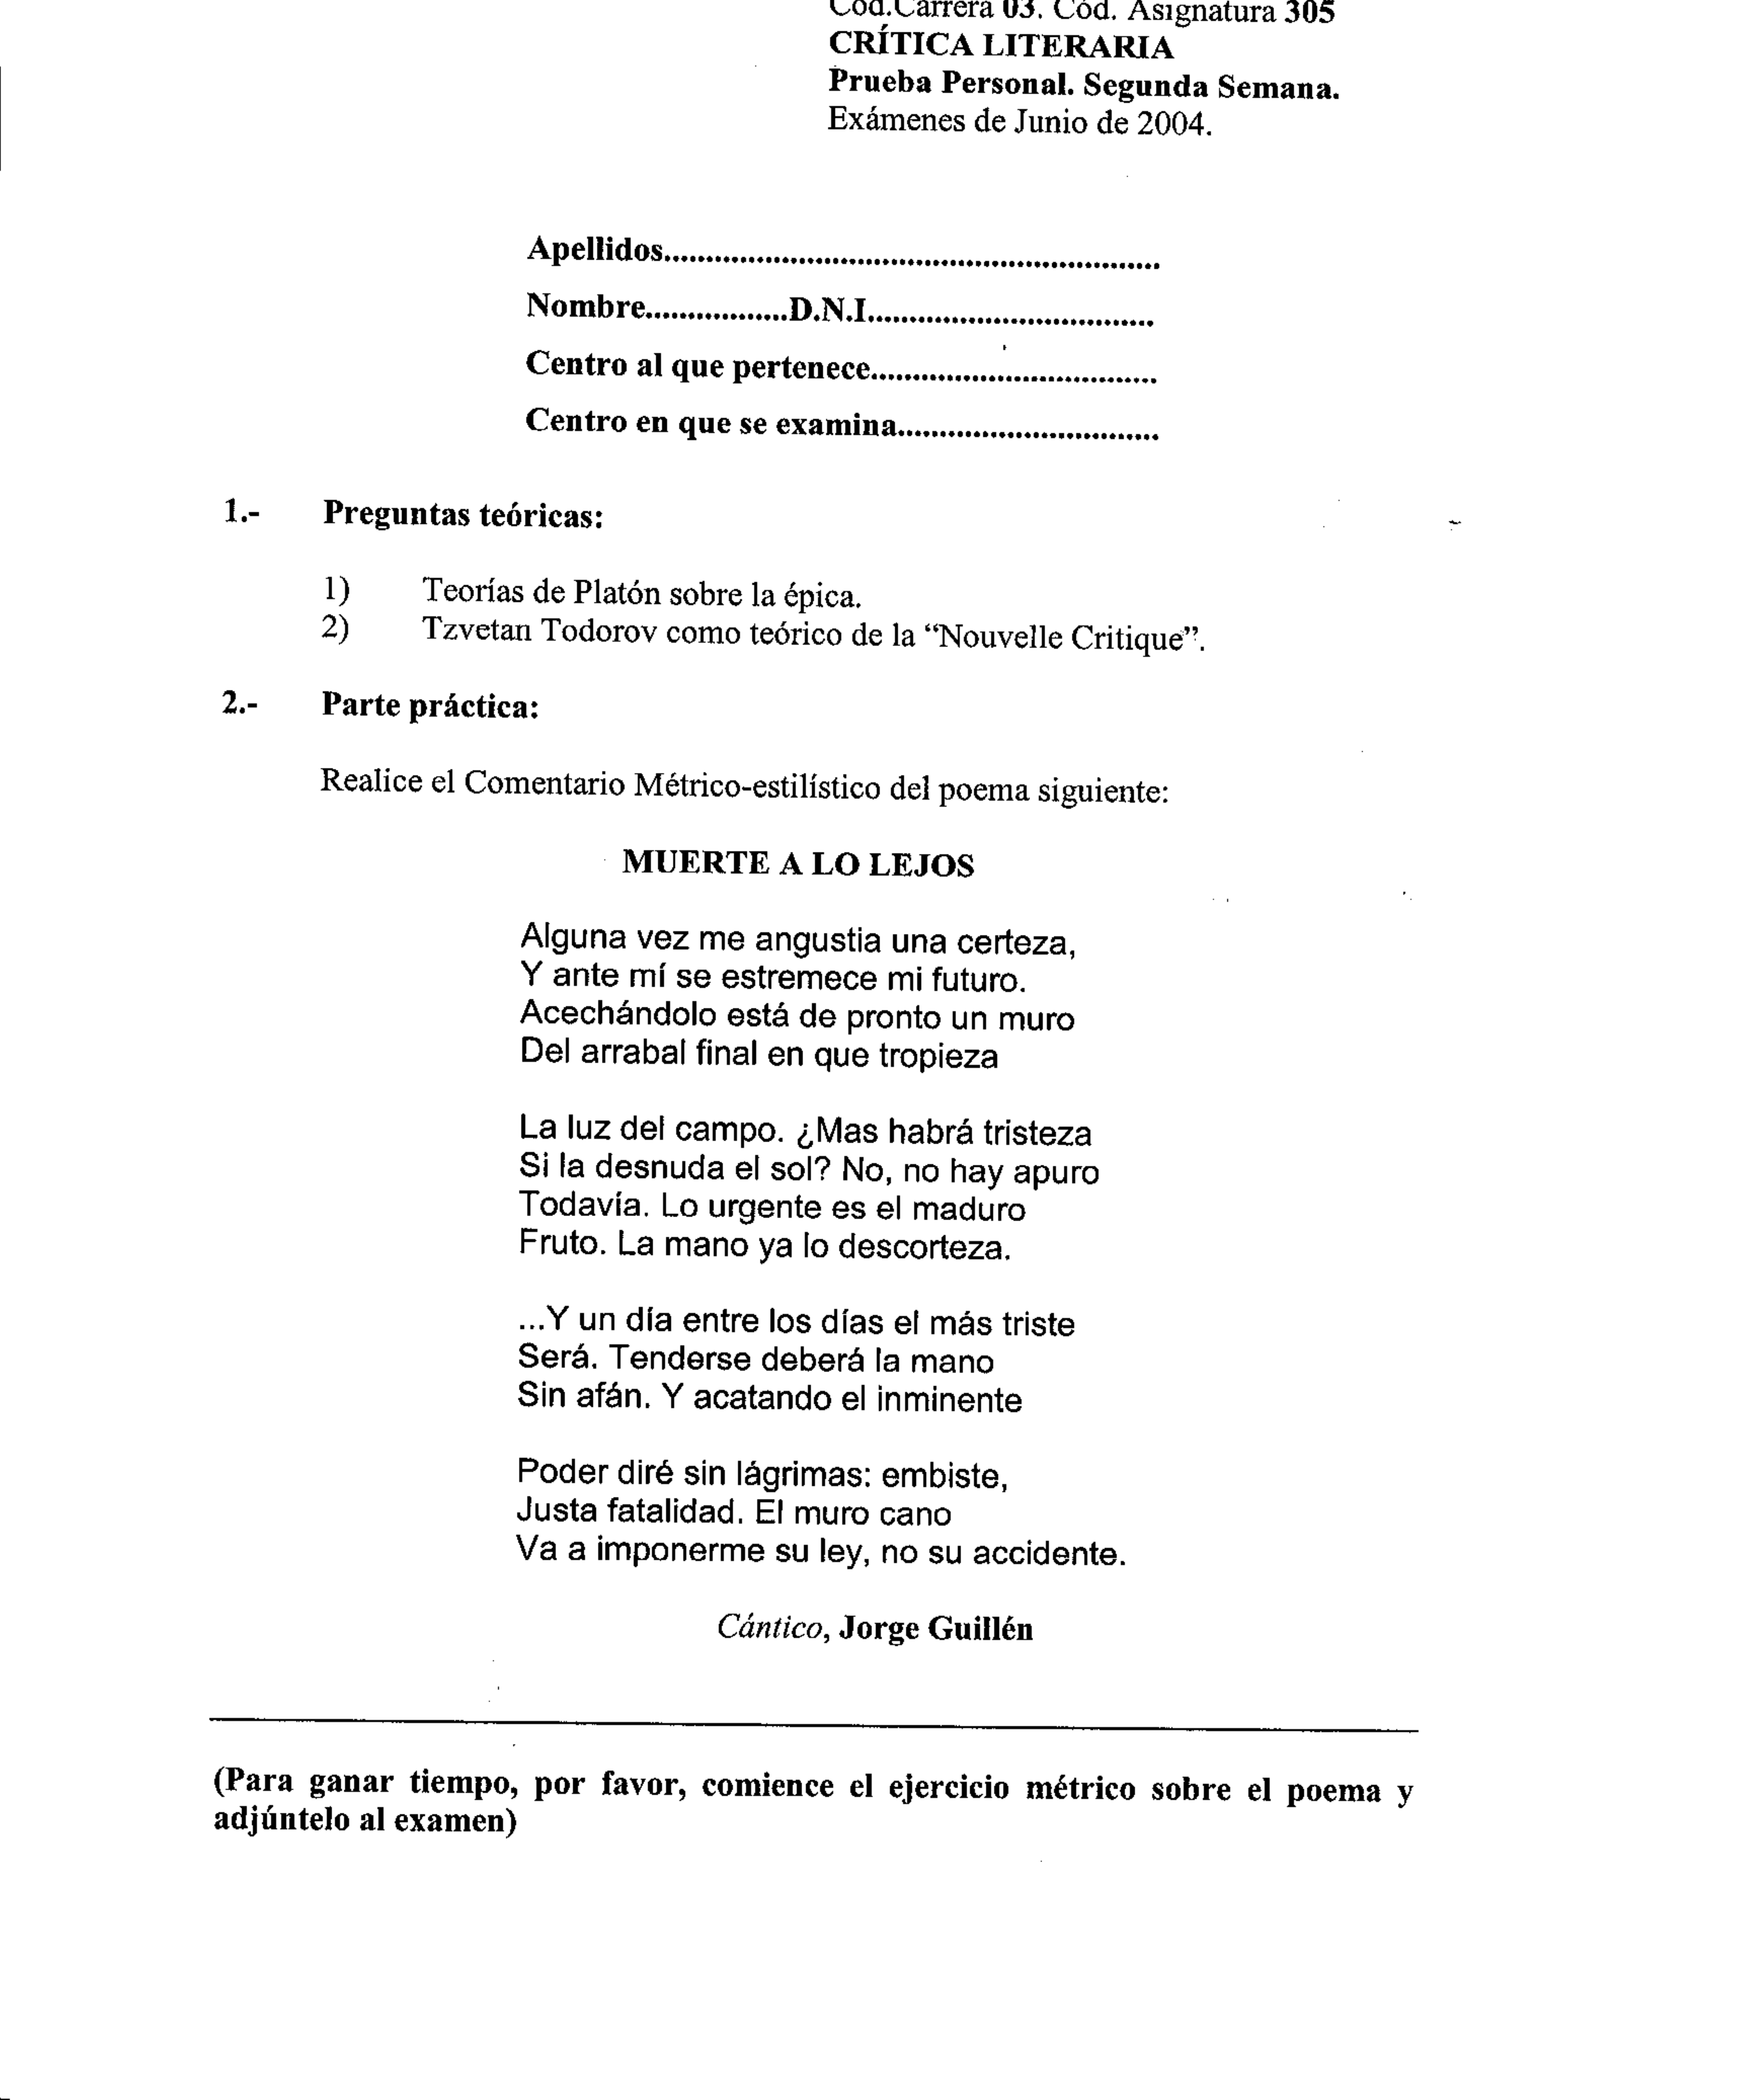 Cód.Carrera 03. Cód. Asignatura 305
CRÍTICA LITERARIA
Prueba Personal. Segunda Semana.
Exámenes de Junio de 2004.
Apellidos............................................................
Nombre.................D.N.I..................................
Centro al que pertenece..................................
Centro en que se examina...............................
1.- Preguntas teóricas:
1) Teorías de Platón sobre la épica.
2) Tzvetan Todorov como teórico de la “Nouvelle Critique”.
2.- Parte práctica:
Realice el Comentario Métrico-estilístico del poema siguiente:
MUERTE A LO LEJOS
Alguna vez me angustia una certeza,
Y ante mí se estremece mi futuro.
Acechándolo está de pronto un muro
Del arrabal final en que tropieza
La luz del campo. ¿Mas habrá tristeza
Si la desnuda el sol? No, no hay apuro
Todavía. Lo urgente es el maduro
Fruto. La mano ya lo descorteza.
...Y un día entre los días el más triste
Será. Tenderse deberá la mano
Sin afán. Y acatando el inminente
Poder diré sin lágrimas: embiste,
Justa fatalidad. El muro cano
Va a imponerme su ley, no su accidente.
Cántico, Jorge Guillén
(Para ganar tiempo, por favor, comience el ejercicio métrico sobre el poema y
adjúntelo al examen)